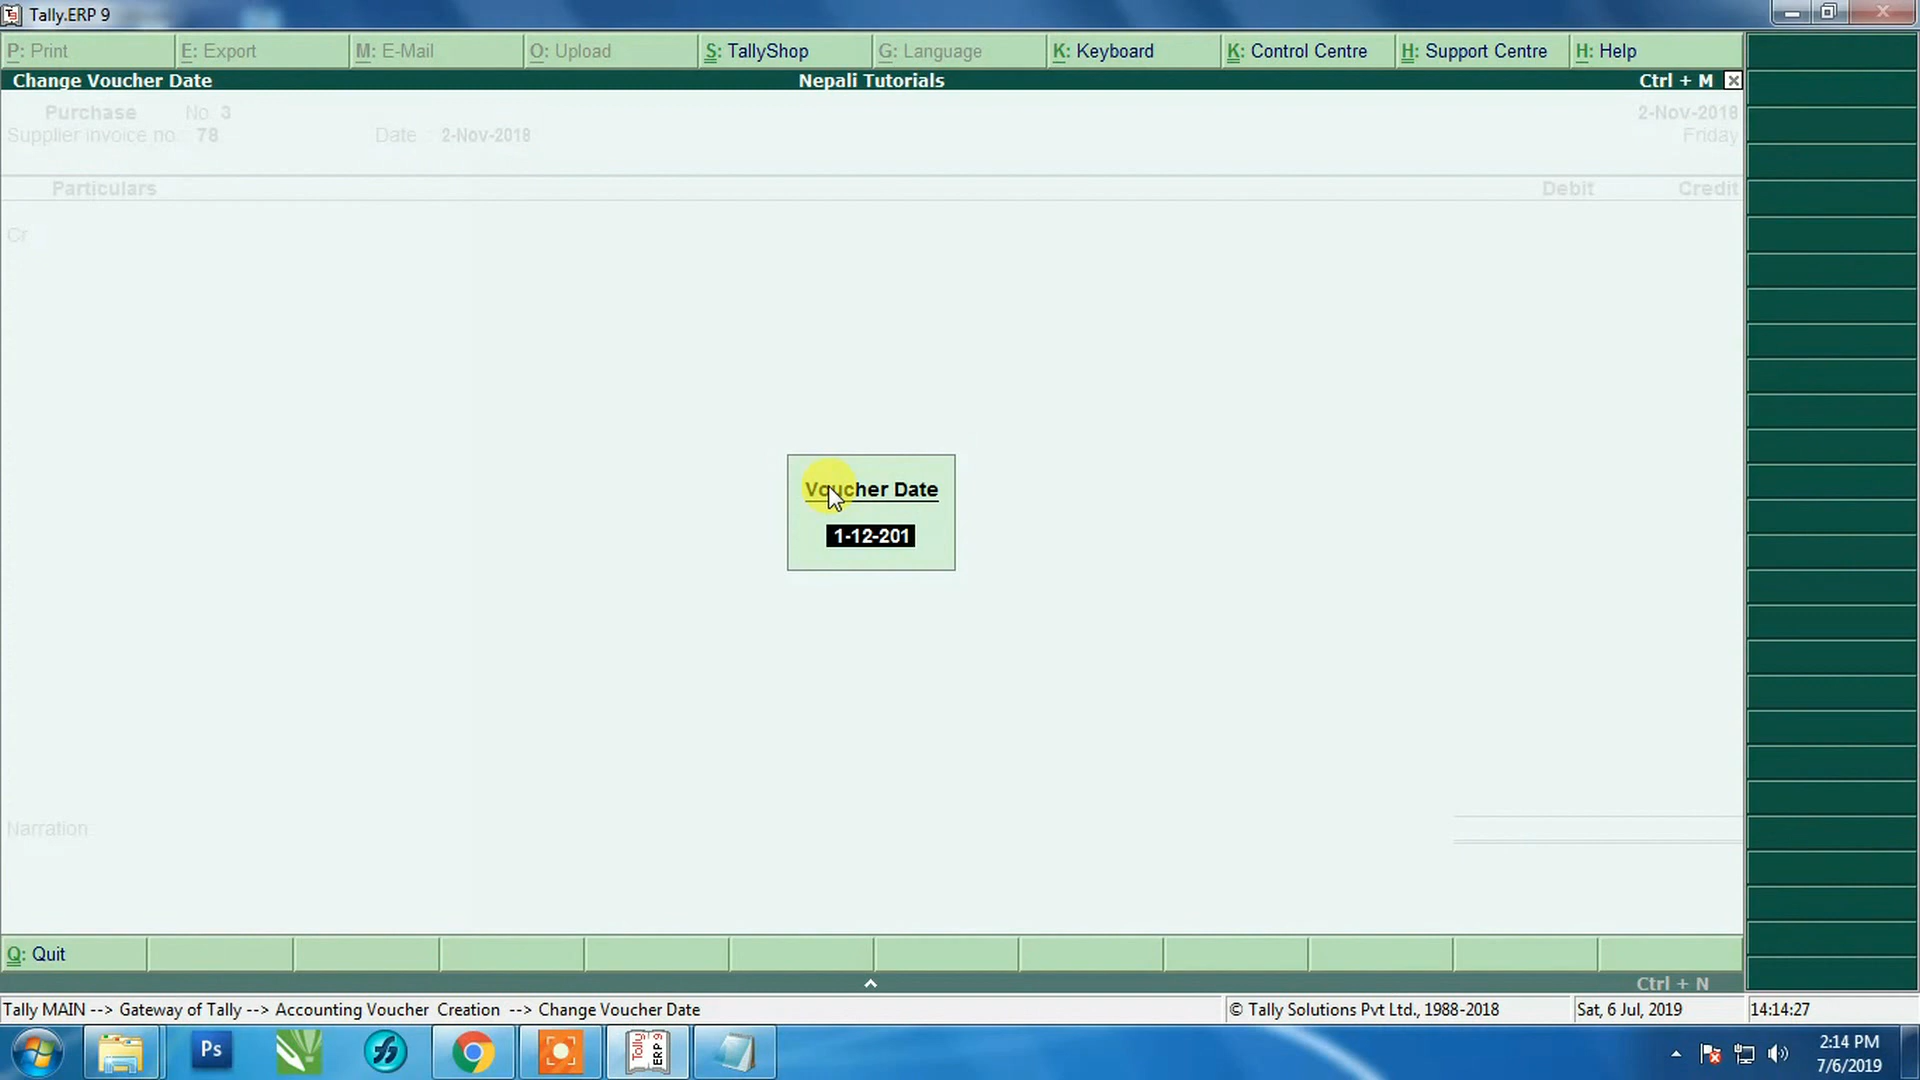 Tally.ERP 9
P: Print E: Export M: E-Mail O: Upload S: TallyShop G: Language K: Keyboard K: Control Centre H: Support Centre H: Help
Change Voucher Date Nepali Tutorials Ctrl + M
Purchase No. 3 2-Nov-2018
Supplier invoice no.: 78 Date : 2-Nov-2018 Friday
Particulars Debit Credit
Cr
Voucher Date
1-12-201
Narration:
Q: Quit
Ctrl + N
Tally MAIN --> Gateway of Tally --> Accounting Voucher Creation --> Change Voucher Date © Tally Solutions Pvt Ltd., 1988-2018 Sat, 6 Jul, 2019 14:14:27
Ps Tally ERP 9 2:14 PM
7/6/2019